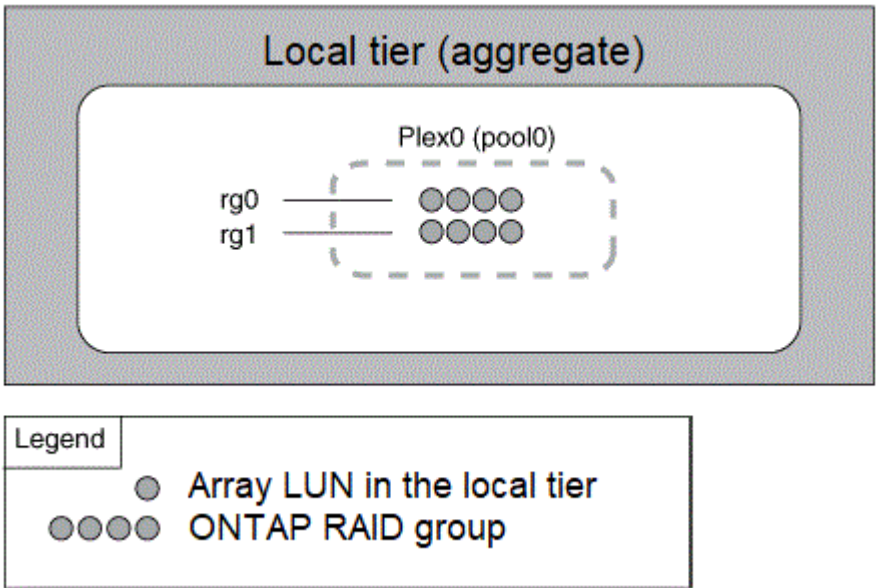 Local tier (aggregate)
Plex0 (pool0)
rg0
rg1
Legend
Array LUN in the local tier
ONTAP RAID group